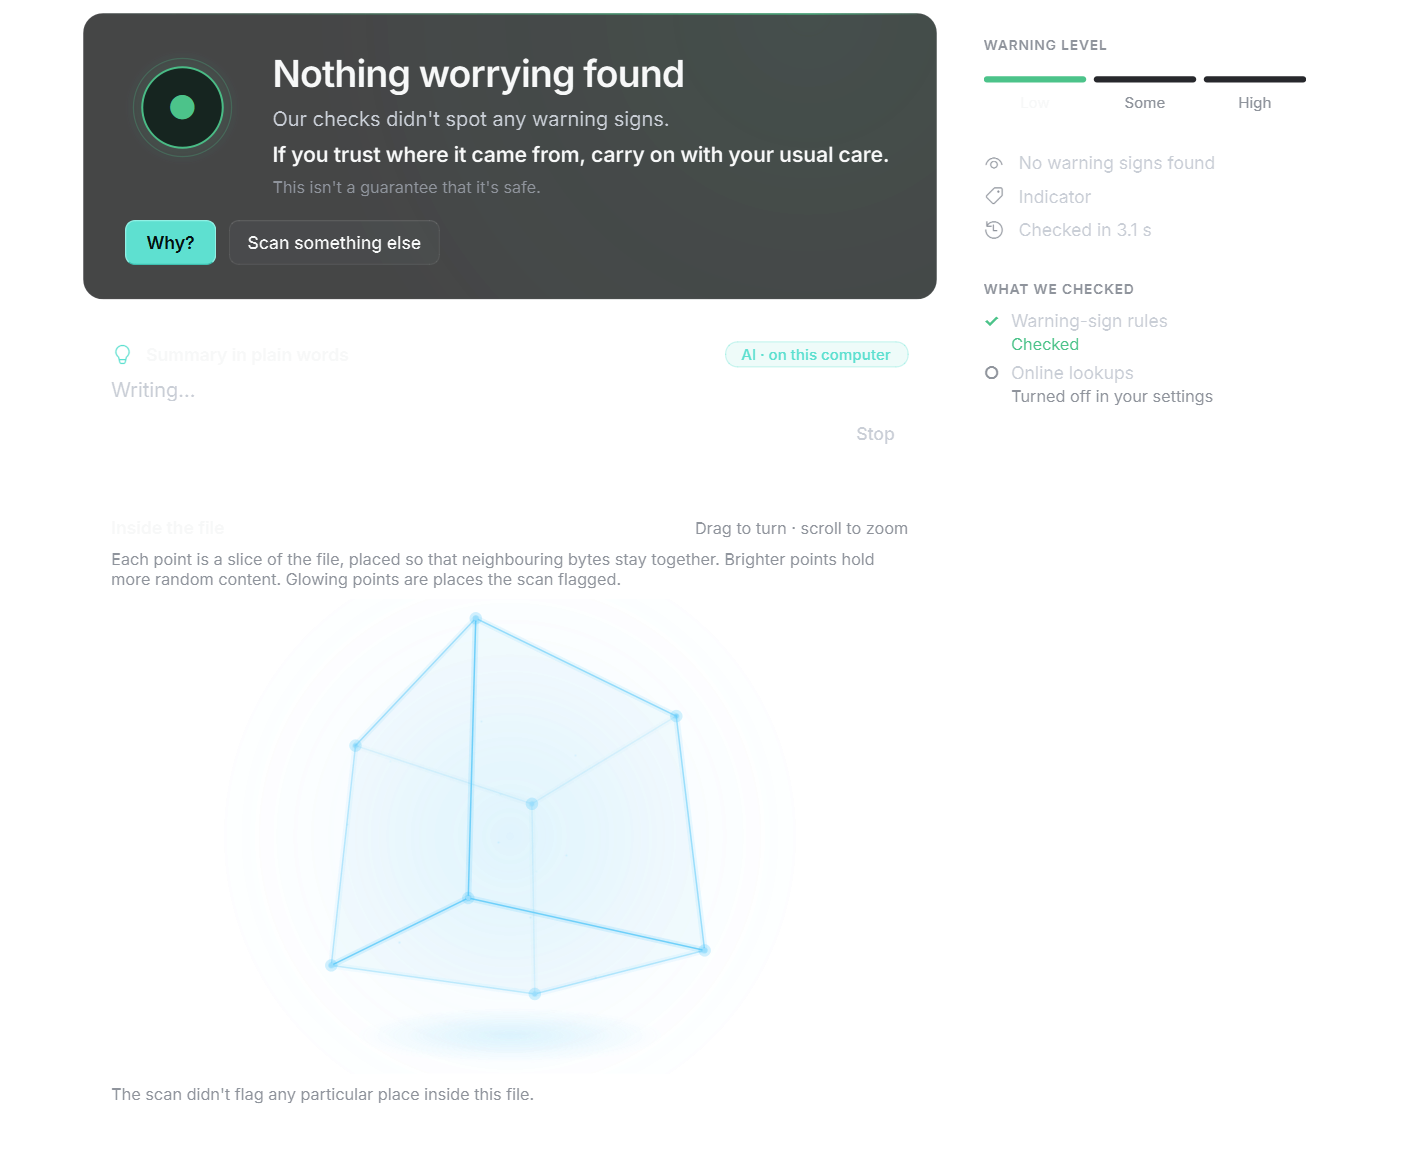 Nothing worrying found
Our checks didn't spot any warning signs.
If you trust where it came from, carry on with your usual care.
This isn't a guarantee that it's safe.
Why?
Scan something else
Summary in plain words
AI · on this computer
Writing...
Stop
Inside the file
Drag to turn · scroll to zoom
Each point is a slice of the file, placed so that neighbouring bytes stay together. Brighter points hold
more random content. Glowing points are places the scan flagged.
The scan didn't flag any particular place inside this file.
WARNING LEVEL
Low
Some
High
No warning signs found
Indicator
Checked in 3.1 s
WHAT WE CHECKED
Warning-sign rules
Checked
Online lookups
Turned off in your settings